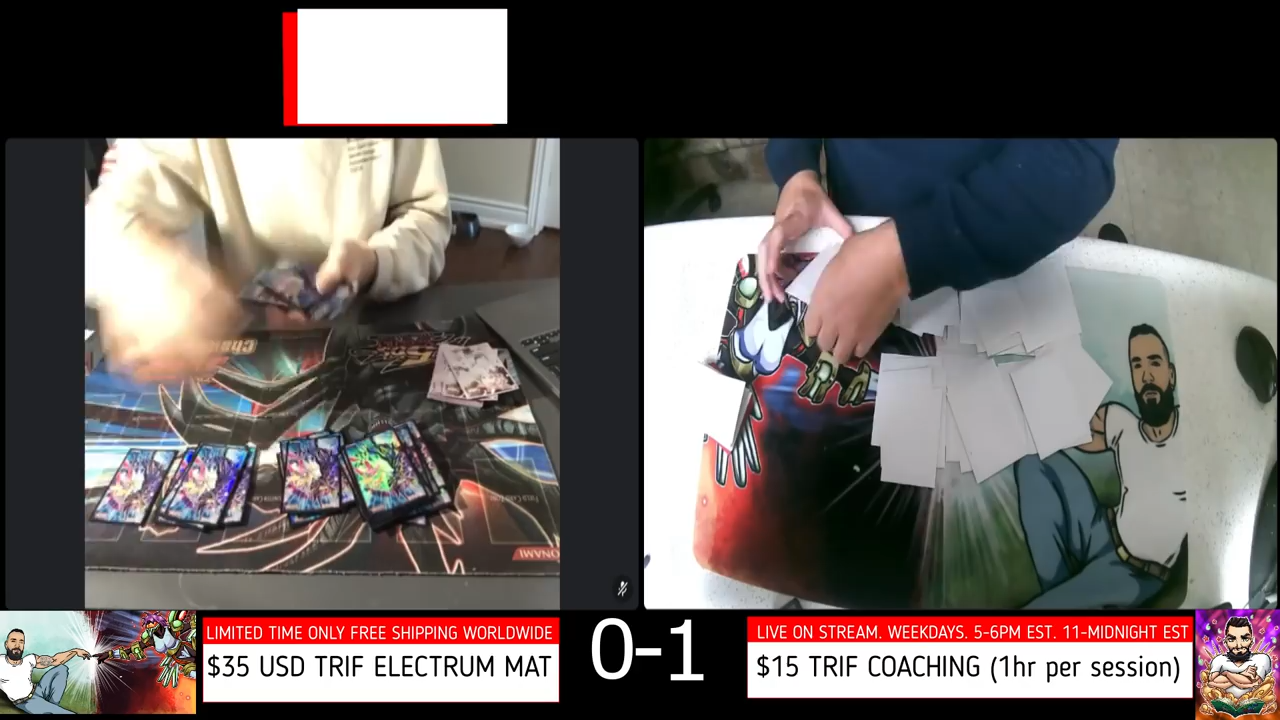 KONAMI
LIMITED TIME ONLY FREE SHIPPING WORLDWIDE
$35 USD TRIF ELECTRUM MAT
0-1
LIVE ON STREAM. WEEKDAYS. 5-6PM EST. 11-MIDNIGHT EST
$15 TRIF COACHING (1hr per session)